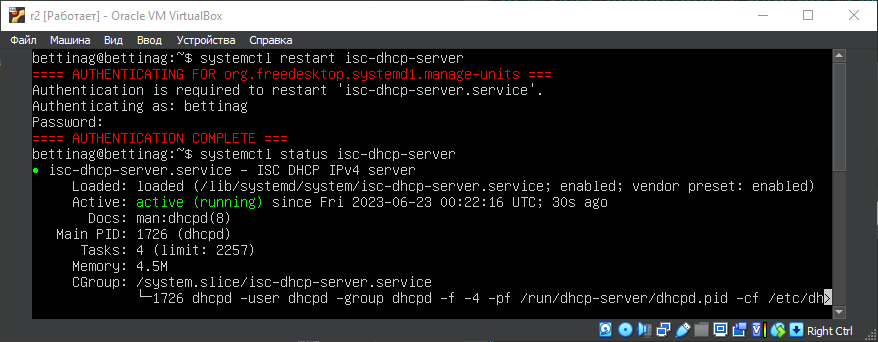 r2 [Работает] - Oracle VM VirtualBox
Файл Машина Вид Ввод Устройства Справка
bettinag@bettinag:~$ systemctl restart isc-dhcp-server
==== AUTHENTICATING FOR org.freedesktop.systemd1.manage-units ===
Authentication is required to restart 'isc-dhcp-server.service'.
Authenticating as: bettinag
Password:
==== AUTHENTICATION COMPLETE ===
bettinag@bettinag:~$ systemctl status isc-dhcp-server
● isc-dhcp-server.service - ISC DHCP IPv4 server
Loaded: loaded (/lib/systemd/system/isc-dhcp-server.service; enabled; vendor preset: enabled)
Active: active (running) since Fri 2023-06-23 00:22:16 UTC; 30s ago
Docs: man:dhcpd(8)
Main PID: 1726 (dhcpd)
Tasks: 4 (limit: 2257)
Memory: 4.5M
CGroup: /system.slice/isc-dhcp-server.service
└─1726 dhcpd -user dhcpd -group dhcpd -f -4 -pf /run/dhcp-server/dhcpd.pid -cf /etc/dh>
Right Ctrl